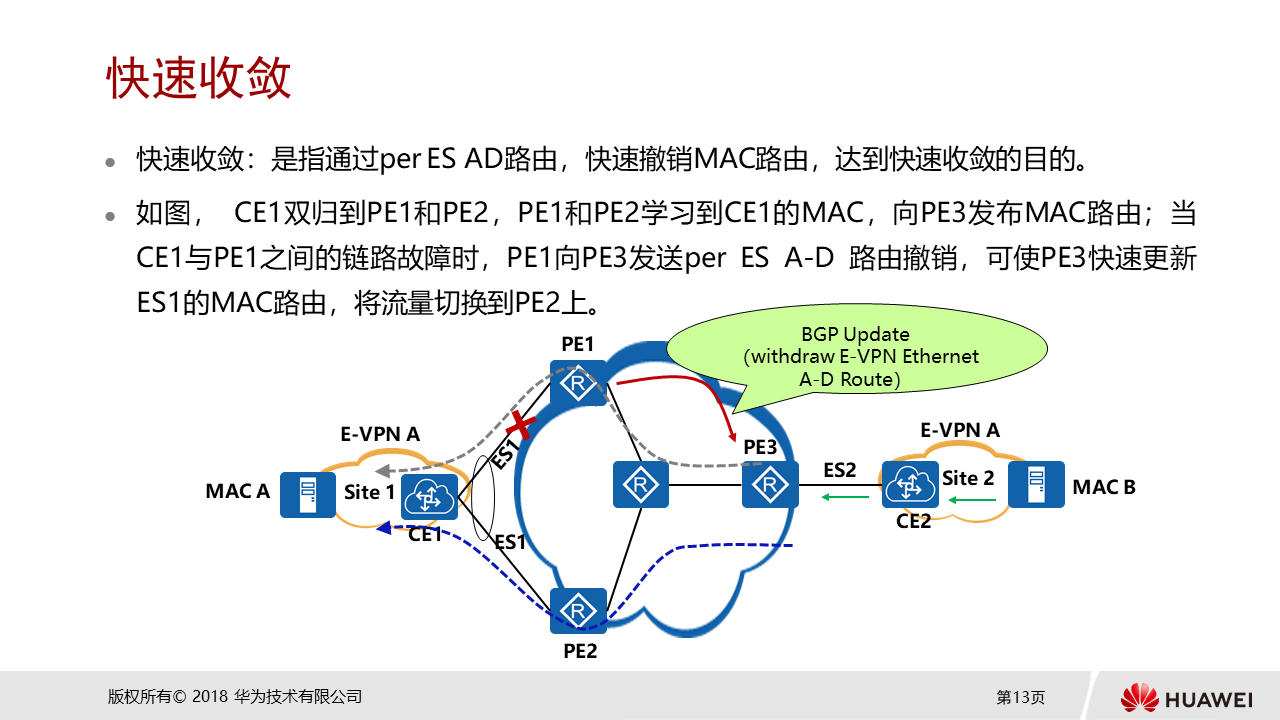 快速收敛
快速收敛：是指通过per ES AD路由，快速撤销MAC路由，达到快速收敛的目的。
如图， CE1双归到PE1和PE2，PE1和PE2学习到CE1的MAC，向PE3发布MAC路由；当
CE1与PE1之间的链路故障时，PE1向PE3发送per ES A-D 路由撤销，可使PE3快速更新
ES1的MAC路由，将流量切换到PE2上。
BGP Update
(withdraw E-VPN Ethernet
A-D Route)
PE1
R
E-VPN A
ES1
PE3
E-VPN A
MAC A
Site 1
R
R
ES2
Site 2
MAC B
CE1
ES1
CE2
R
PE2
版权所有© 2018 华为技术有限公司
第13页
HUAWEI